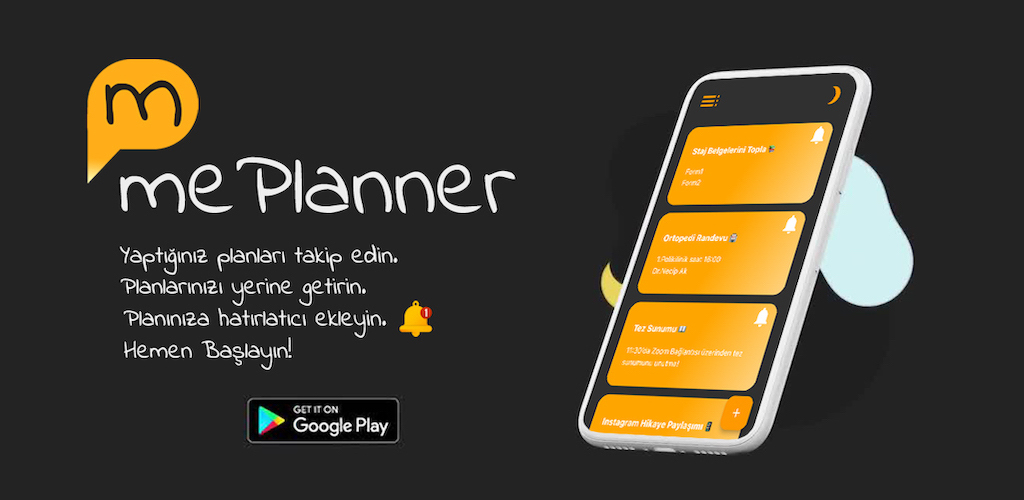 m
me Planner
Yaptığınız planları takip edin.
Planlarınızı yerine getirin.
Planınıza hatırlatıcı ekleyin.
1
Hemen Başlayın!
GET IT ON
Google Play
Staj Belgelerini Topla
Form1
Form2
Ortopedi Randevu
1.Poliklinik saat 16:00
Dr.Necip Ak
Tez Sunumu
11:30'da Zoom Bağlantısı üzerinden tez
sunumunu unutma!
+
Instagram Hikaye Paylaşımı